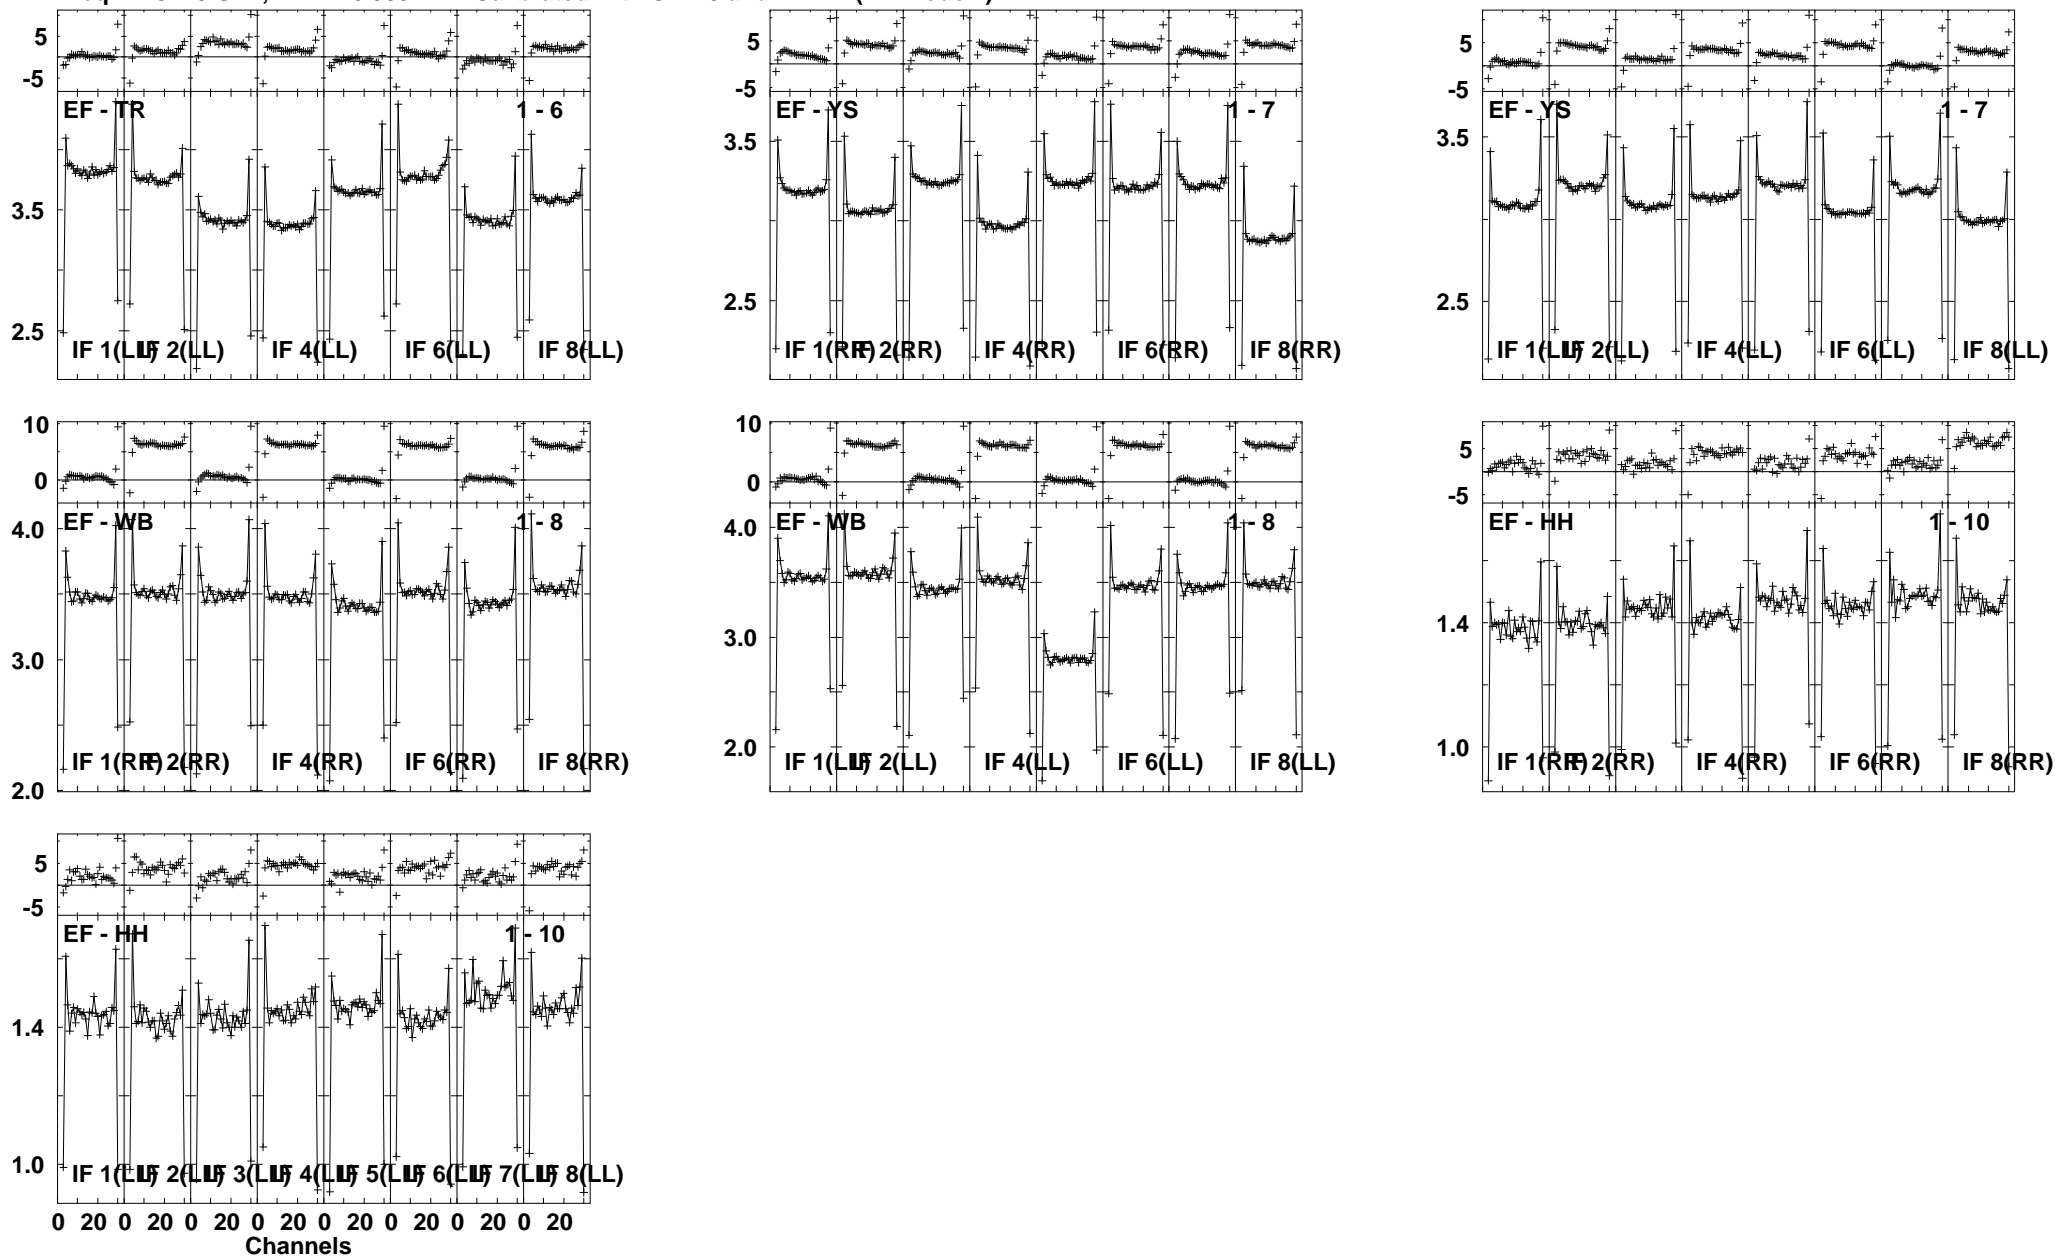 5 5 5
-5 -5 -5
EF - TR 1 - 6 EF - YS 1 - 7 EF - YS 1 - 7
3.5 3.5 3.5
2.5 2.5 2.5
IF 1(LL) IF 2(LL) IF 4(LL) IF 6(LL) IF 8(LL) IF 1(RR) IF 2(RR) IF 4(RR) IF 6(RR) IF 8(RR) IF 1(LL) IF 2(LL) IF 4(LL) IF 6(LL) IF 8(LL)
10 10 5
0 0 -5
EF - WB 1 - 8 EF - WB 1 - 8 EF - HH 1 - 10
4.0 4.0 1.4
3.0 3.0
2.0 2.0 1.0
IF 1(RR) IF 2(RR) IF 4(RR) IF 6(RR) IF 8(RR) IF 1(LL) IF 2(LL) IF 4(LL) IF 6(LL) IF 8(LL) IF 1(RR) IF 2(RR) IF 4(RR) IF 6(RR) IF 8(RR)
5
-5
EF - HH 1 - 10
1.4
1.0
IF 1(LL) IF 2(LL) IF 3(LL) IF 4(LL) IF 5(LL) IF 6(LL) IF 7(LL) IF 8(LL)
0 20 0 20 0 20 0 20 0 20 0 20 0 20 0 20
Channels